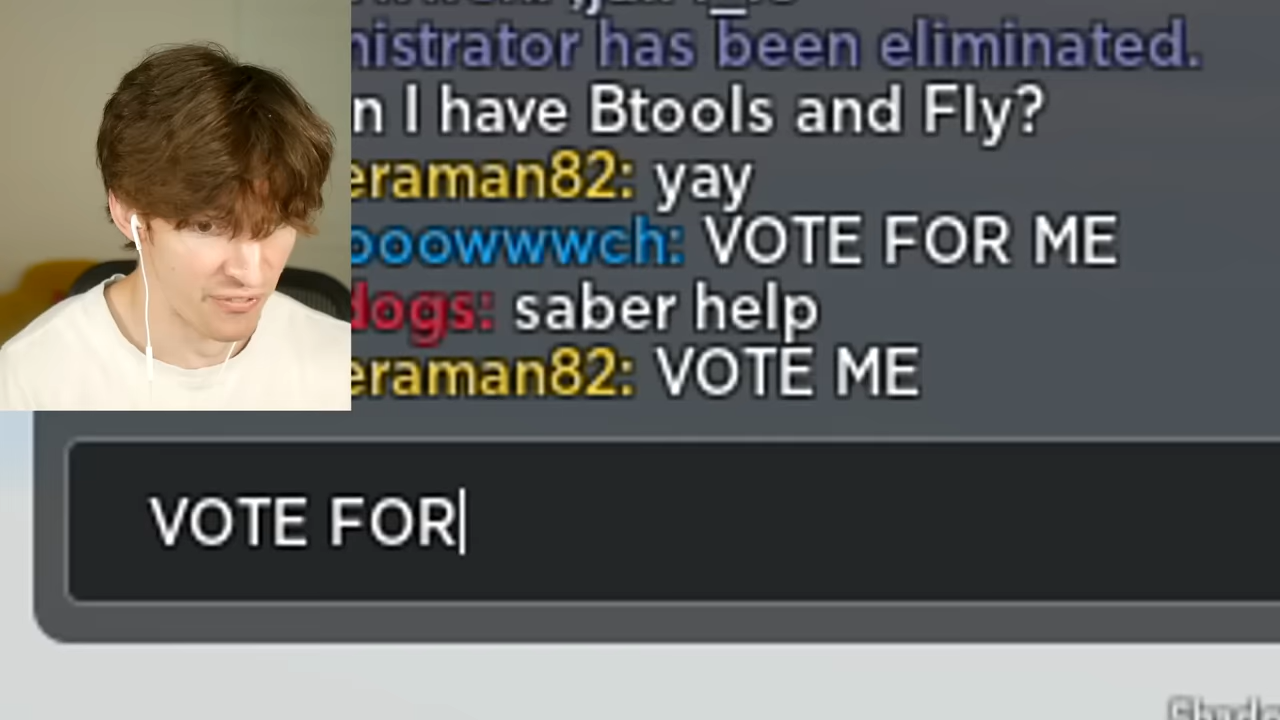 nistrator has been eliminated.
n I have Btools and Fly?
eraman82: yay
ooowwwch: VOTE FOR ME
dogs: saber help
eraman82: VOTE ME
VOTE FOR